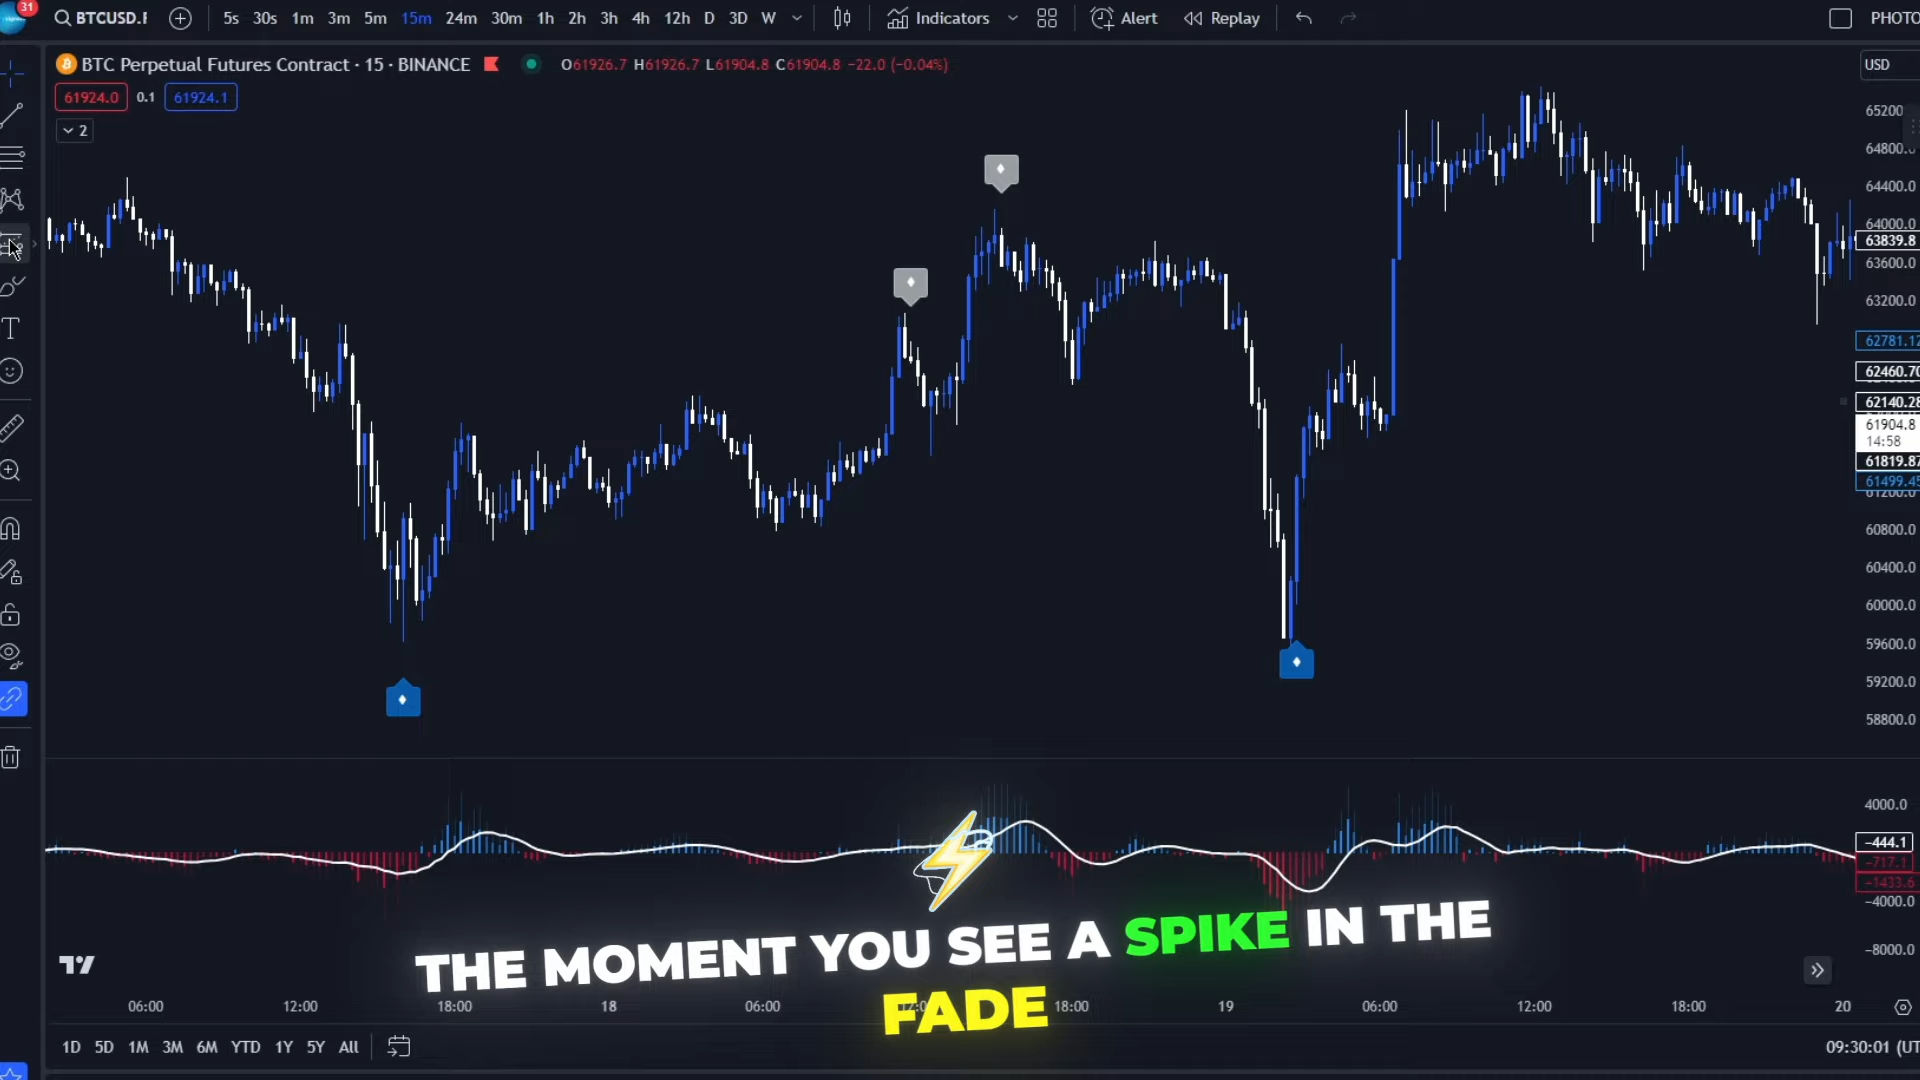 31
BTCUSD.F
5s 30s 1m 3m 5m 15m 24m 30m 1h 2h 3h 4h 12h D 3D W
Indicators
Alert
Replay
PHOTO
BTC Perpetual Futures Contract · 15 · BINANCE
O61926.7 H61926.7 L61904.8 C61904.8 −22.0 (−0.04%)
USD
61924.0 0.1 61924.1
2
65200
64800.
64400.0
64000.0
63839.8
63600.0
63200.0
62781.12
62460.70
62140.28
61904.8
14:58
61819.87
61499.45
61200.0
60800.0
60400.0
60000.0
59600.0
59200.0
58800.0
4000.0
−444.1
−717.1
−1433.6
−4000.0
−8000.0
THE MOMENT YOU SEE A SPIKE IN THE
FADE
06:00 12:00 18:00 18 06:00 12:00 18:00 19 06:00 12:00 18:00 20
1D 5D 1M 3M 6M YTD 1Y 5Y All
09:30:01 (UT